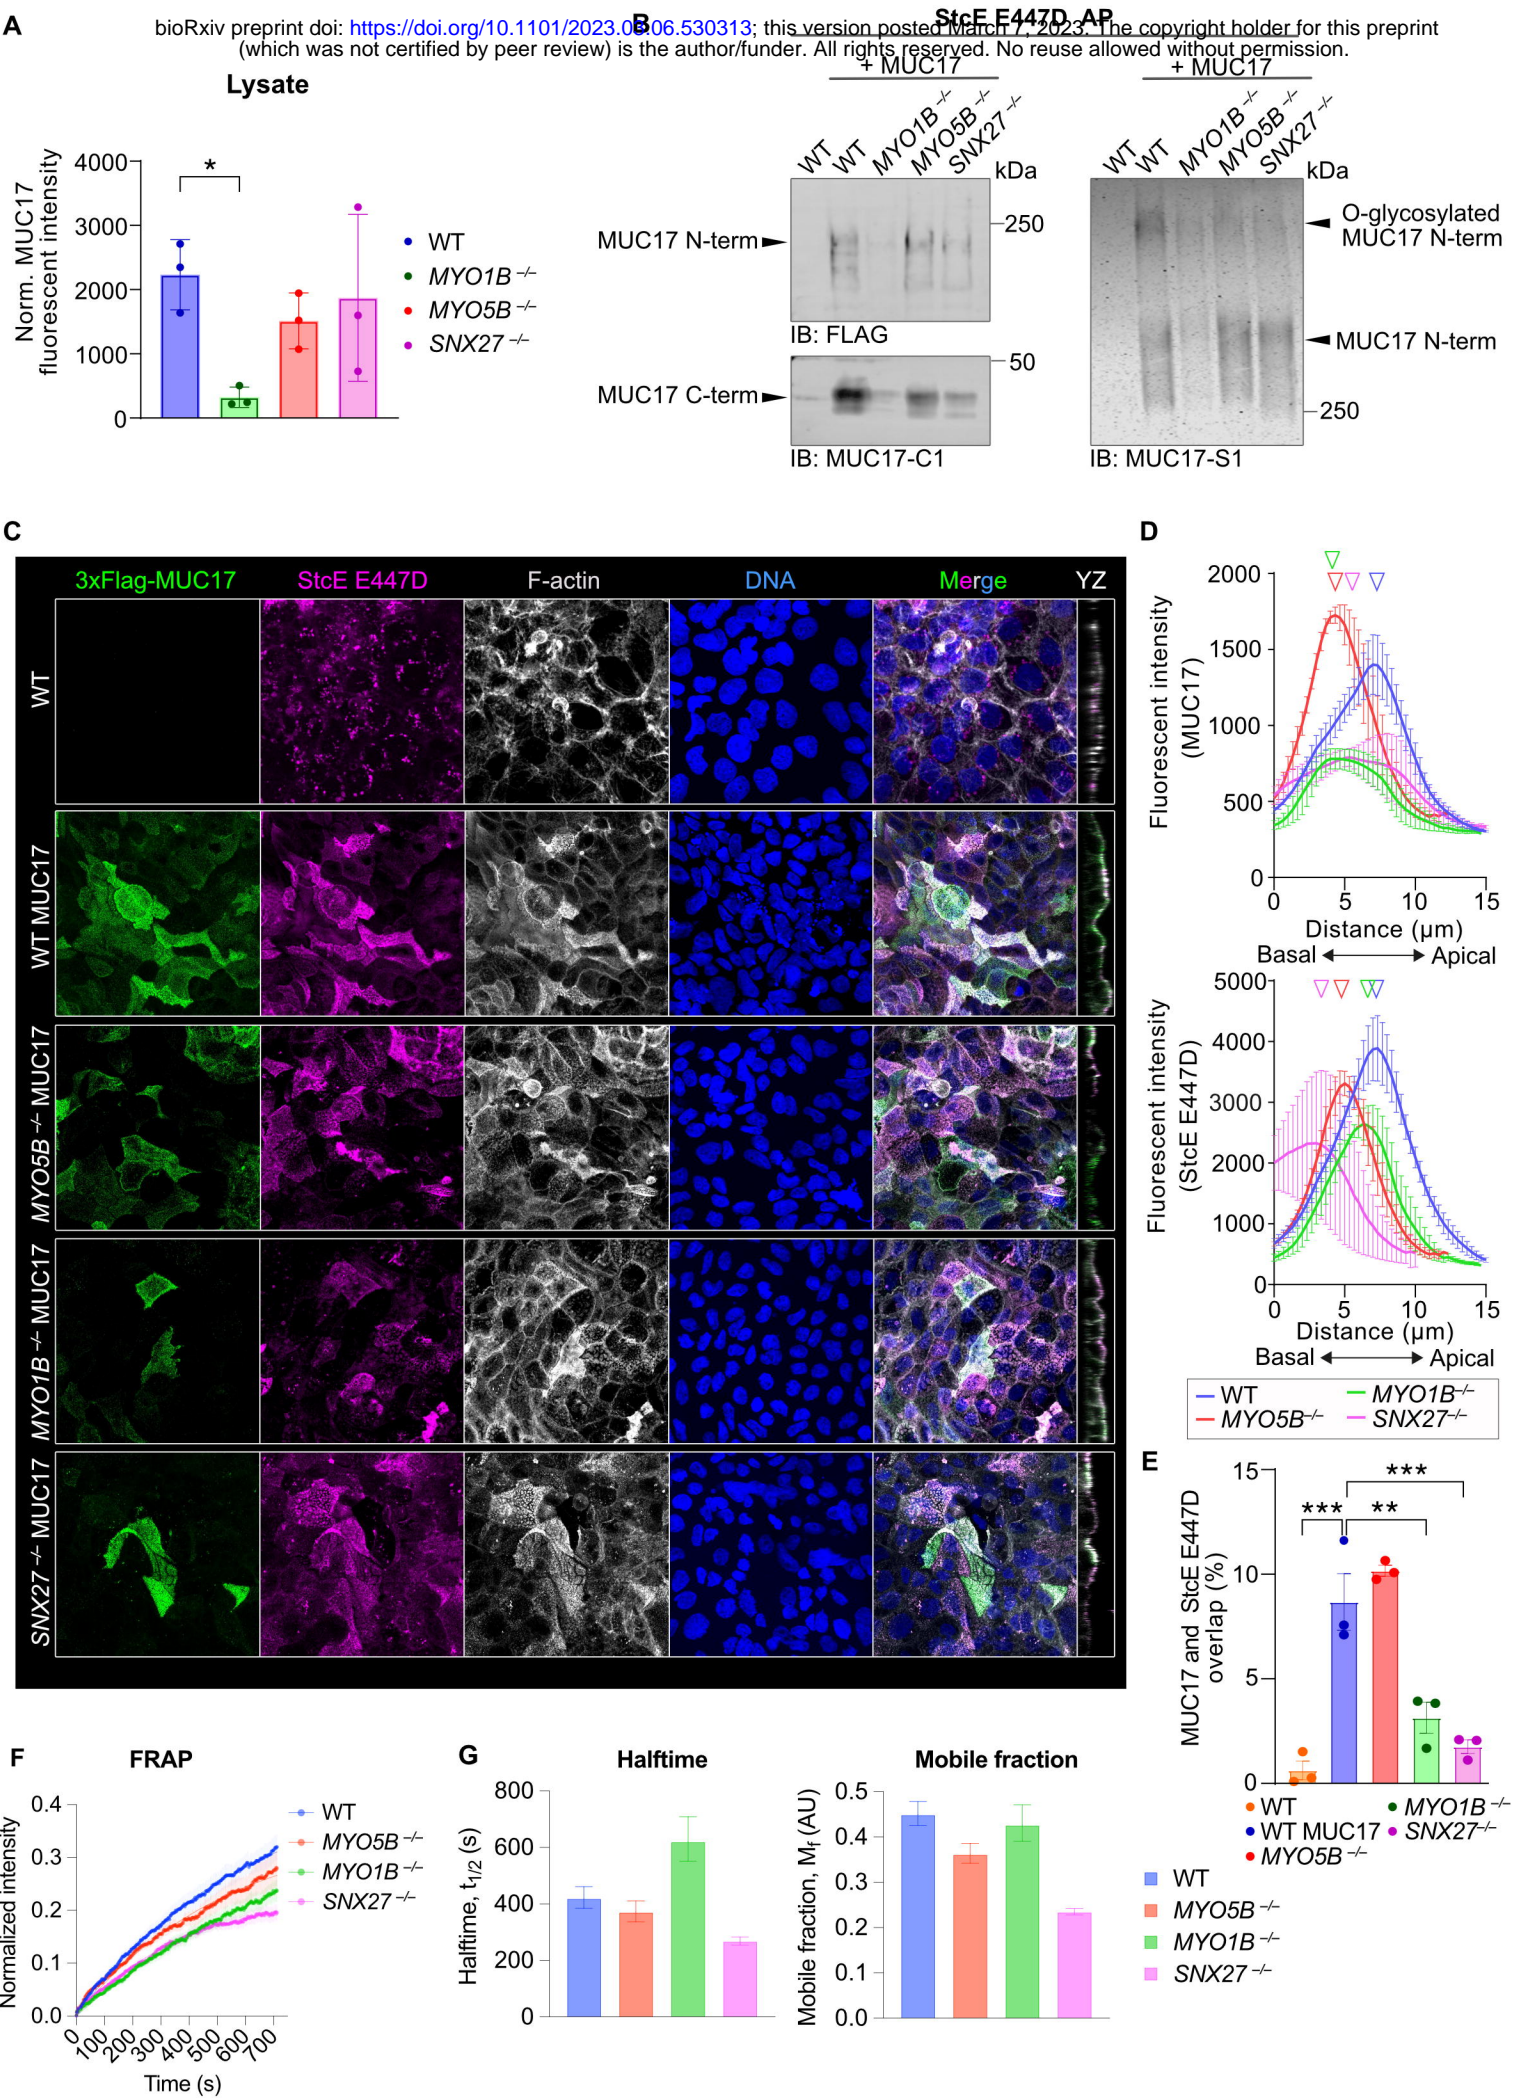 bioRxiv preprint doi: https://doi.org/10.1101/2023.03.06.530313; this version posted March 7, 2023. The copyright holder for this preprint
(which was not certified by peer review) is the author/funder. All rights reserved. No reuse allowed without permission.
A
Lysate
Norm. MUC17
fluorescent intensity
4000
3000
2000
1000
0
*
WT
MYO1B –/–
MYO5B –/–
SNX27 –/–
B
StcE E447D AP
+ MUC17
+ MUC17
WT
WT
MYO1B –/–
MYO5B –/–
SNX27 –/–
kDa
WT
WT
MYO1B –/–
MYO5B –/–
SNX27 –/–
kDa
MUC17 N-term
250
IB: FLAG
50
MUC17 C-term
IB: MUC17-C1
O-glycosylated
MUC17 N-term
MUC17 N-term
250
IB: MUC17-S1
C
3xFlag-MUC17
StcE E447D
F-actin
DNA
Merge
YZ
WT
WT MUC17
MYO5B –/– MUC17
MYO1B –/– MUC17
SNX27 –/– MUC17
D
Fluorescent intensity
(MUC17)
2000
1500
1000
500
0
0
5
10
15
Distance (µm)
Basal
Apical
Fluorescent intensity
(StcE E447D)
5000
4000
3000
2000
1000
0
0
5
10
15
Distance (µm)
Basal
Apical
WT
MYO1B–/–
MYO5B–/–
SNX27–/–
E
MUC17 and StcE E447D
overlap (%)
15
10
5
0
***
***
**
WT
MYO1B –/–
WT MUC17
SNX27–/–
MYO5B –/–
F
FRAP
Normalized intensity
0.4
0.3
0.2
0.1
0.0
0
100
200
300
400
500
600
700
Time (s)
WT
MYO5B –/–
MYO1B –/–
SNX27 –/–
G
Halftime
Halftime, t1/2 (s)
800
600
400
200
0
Mobile fraction
Mobile fraction, Mf (AU)
0.5
0.4
0.3
0.2
0.1
0.0
WT
MYO5B –/–
MYO1B –/–
SNX27 –/–